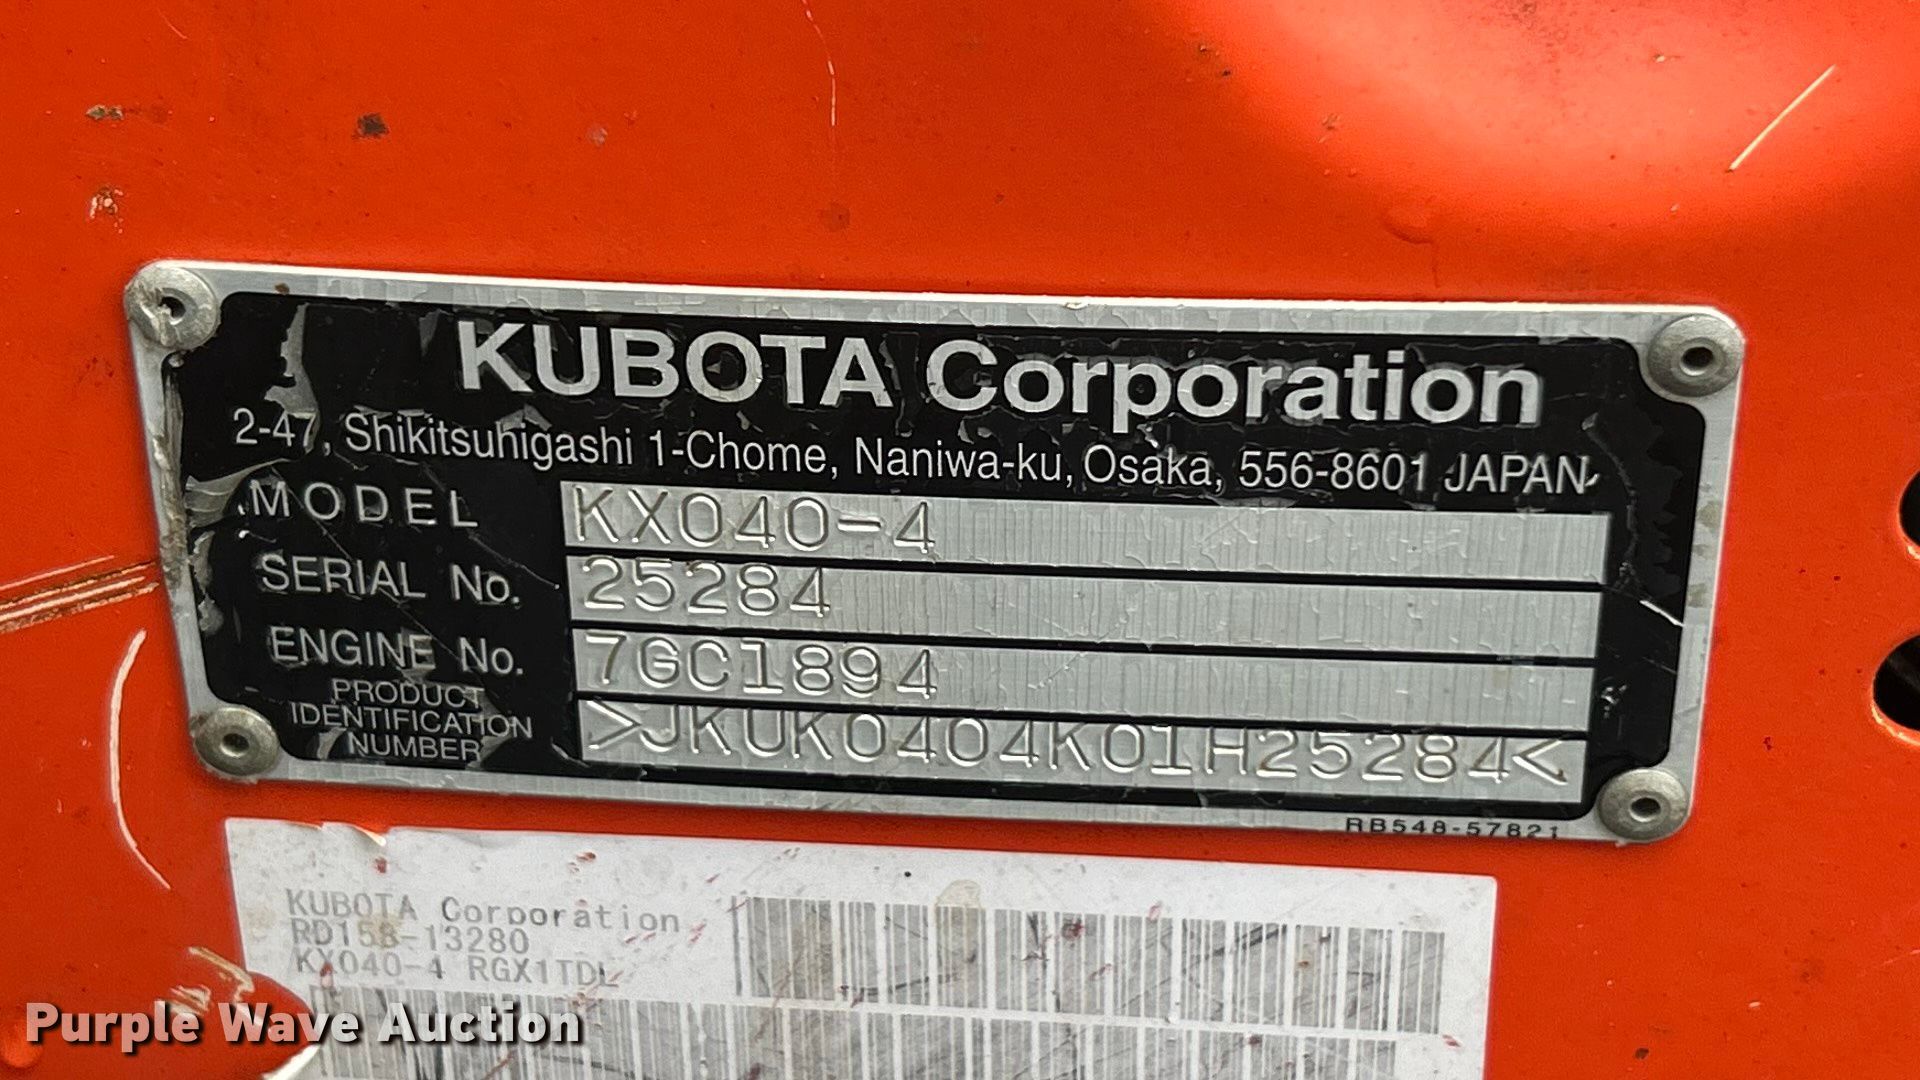 KUBOTA Corporation
2-47, Shikitsuhigashi 1-Chome, Naniwa-ku, Osaka, 556-8601 JAPAN
MODEL KX040-4
SERIAL No. 25284
ENGINE No. 7GC1894
PRODUCT
IDENTIFICATION
NUMBER >JKUK0404K01H25284<
RB548-57821
KUBOTA Corporation
RD158-13280
KX040-4 RGX1TDL
Purple Wave Auction